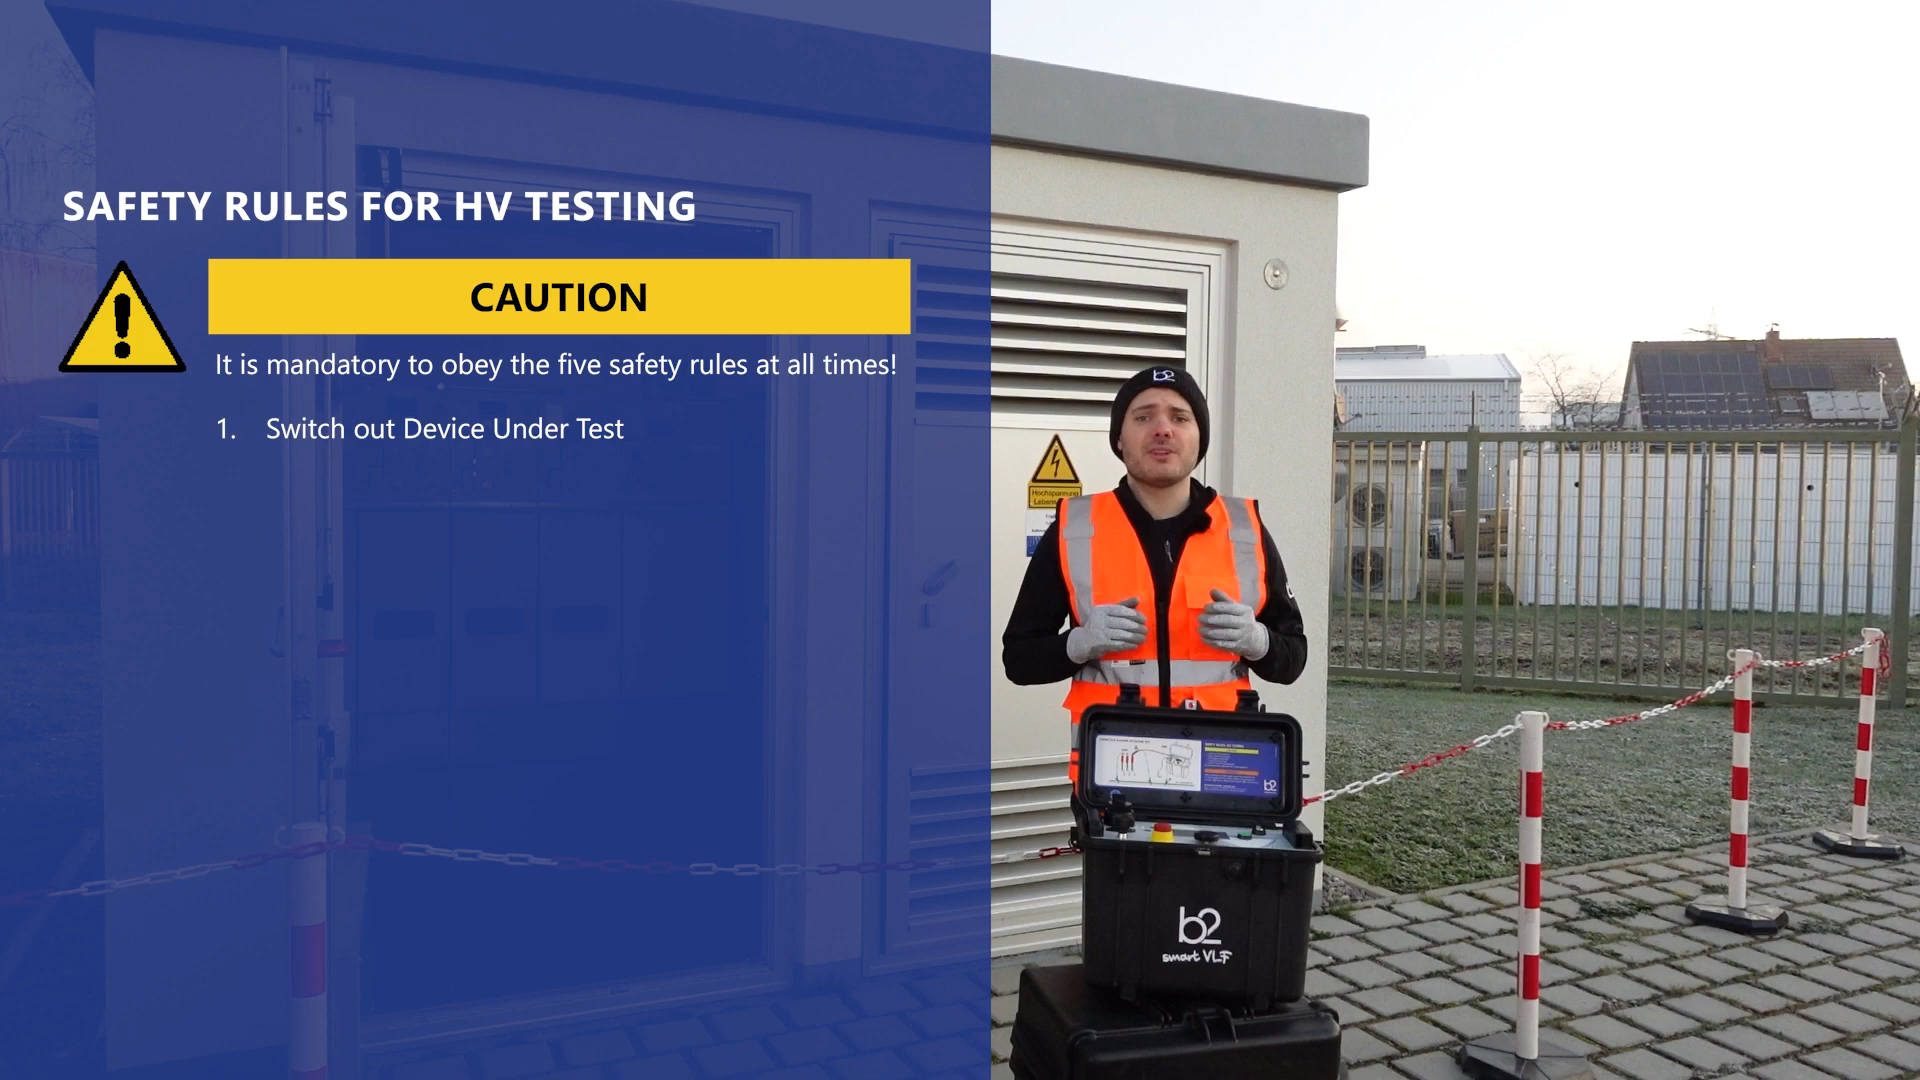 SAFETY RULES FOR HV TESTING
CAUTION
It is mandatory to obey the five safety rules at all times!
1. Switch out Device Under Test
b2
Hochspannung
b2
smart VLF